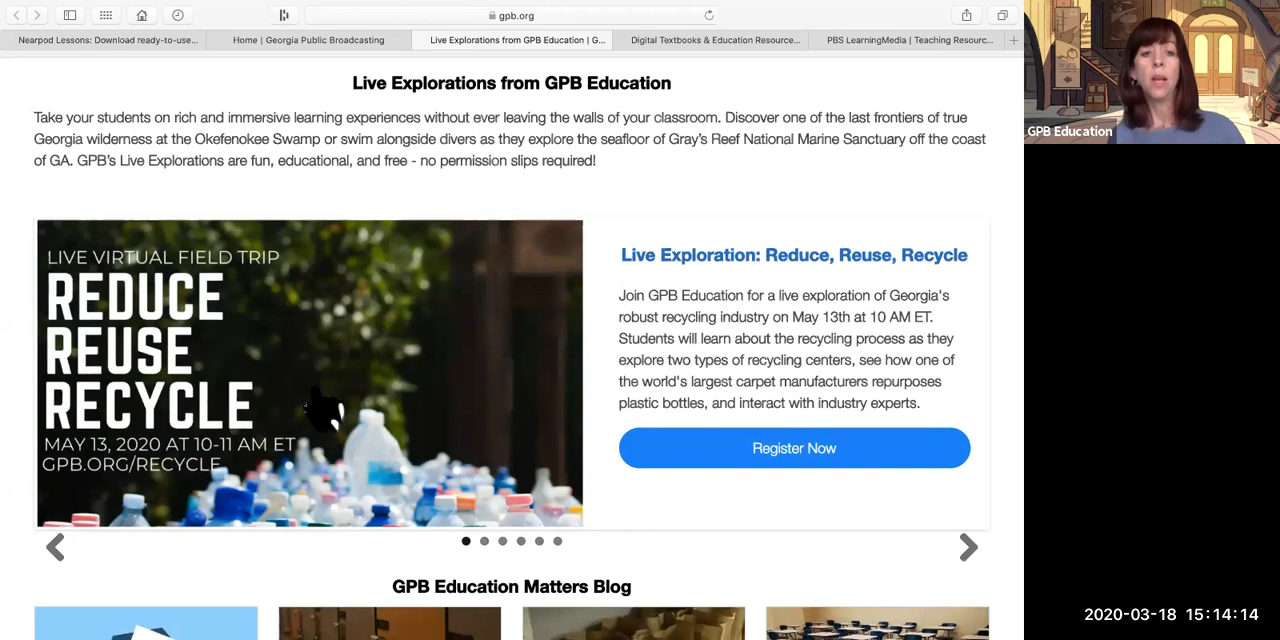 gpb.org
Nearpod Lessons: Download ready-to-use...
Home | Georgia Public Broadcasting
Live Explorations from GPB Education | G...
Digital Textbooks & Education Resource...
PBS LearningMedia | Teaching Resourc...
Live Explorations from GPB Education
Take your students on rich and immersive learning experiences without ever leaving the walls of your classroom. Discover one of the last frontiers of true
Georgia wilderness at the Okefenokee Swamp or swim alongside divers as they explore the seafloor of Gray's Reef National Marine Sanctuary off the coast
of GA. GPB's Live Explorations are fun, educational, and free - no permission slips required!
LIVE VIRTUAL FIELD TRIP
REDUCE
REUSE
RECYCLE
MAY 13, 2020 AT 10-11 AM ET
GPB.ORG/RECYCLE
Live Exploration: Reduce, Reuse, Recycle
Join GPB Education for a live exploration of Georgia's
robust recycling industry on May 13th at 10 AM ET.
Students will learn about the recycling process as they
explore two types of recycling centers, see how one of
the world's largest carpet manufacturers repurposes
plastic bottles, and interact with industry experts.
Register Now
GPB Education Matters Blog
GPB Education
2020-03-18 15:14:14